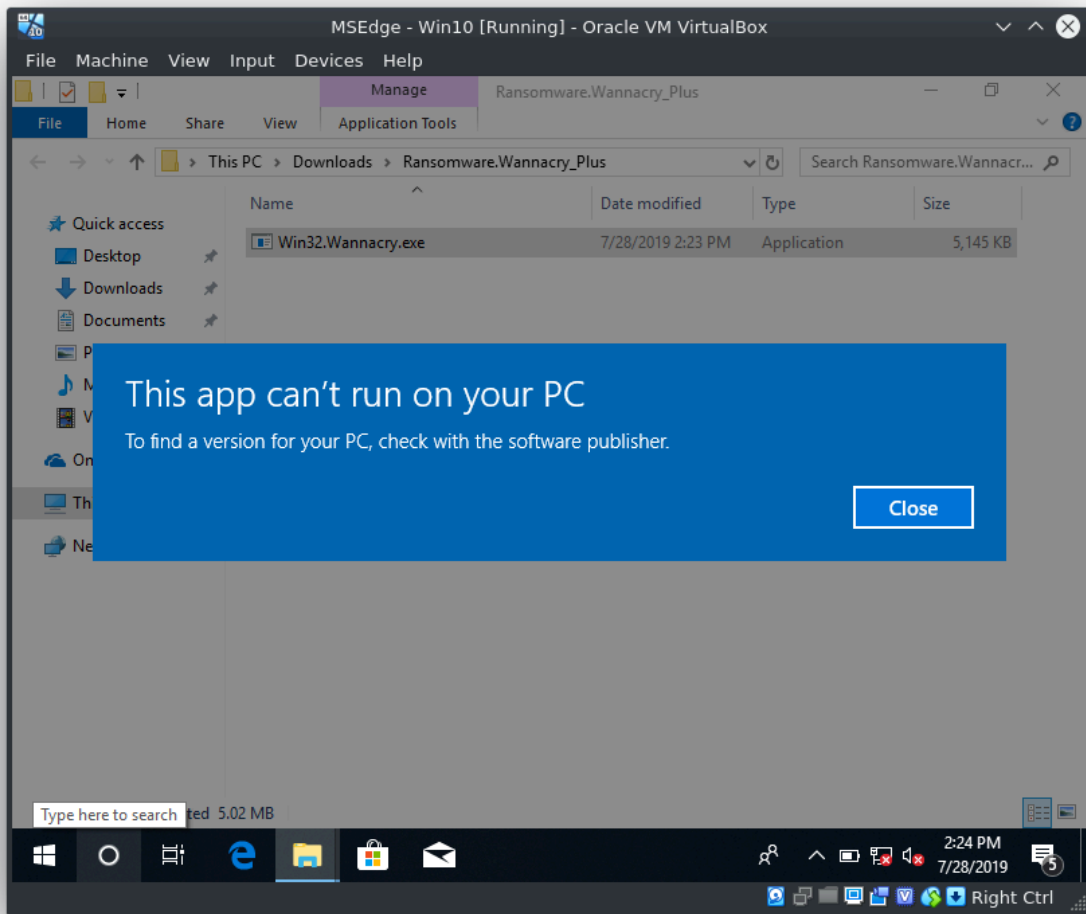 MSEdge - Win10 [Running] - Oracle VM VirtualBox
File Machine View Input Devices Help
Manage Ransomware.Wannacry_Plus
File Home Share View Application Tools
This PC > Downloads > Ransomware.Wannacry_Plus Search Ransomware.Wannacr...
Name Date modified Type Size
Quick access
Win32.Wannacry.exe 7/28/2019 2:23 PM Application 5,145 KB
Desktop
Downloads
Documents
P
This app can't run on your PC
M
V
To find a version for your PC, check with the software publisher.
On
Th
Close
Ne
Type here to search ted 5.02 MB
2:24 PM
7/28/2019
5
Right Ctrl